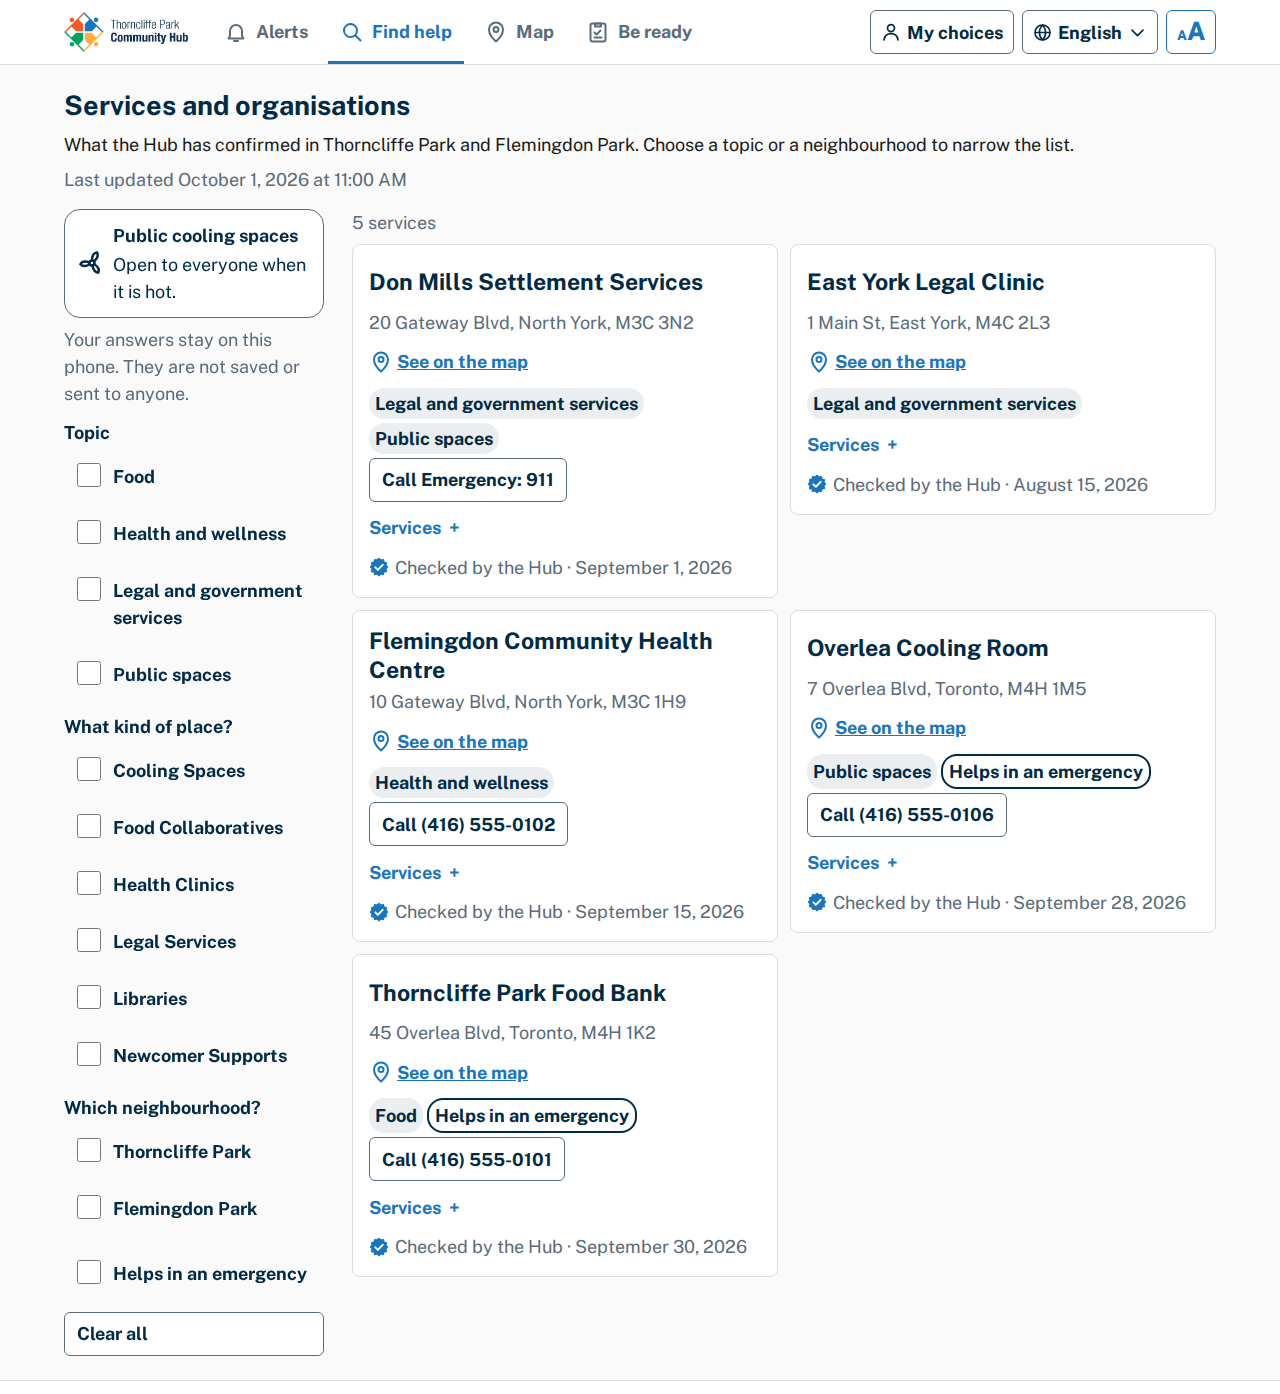 Thorncliffe Park
Community Hub
Alerts
Find help
Map
Be ready
My choices
English
AA
Services and organisations
What the Hub has confirmed in Thorncliffe Park and Flemingdon Park. Choose a topic or a neighbourhood to narrow the list.
Last updated October 1, 2026 at 11:00 AM
Public cooling spaces
Open to everyone when
it is hot.
Your answers stay on this
phone. They are not saved or
sent to anyone.
Topic
Food
Health and wellness
Legal and government
services
Public spaces
What kind of place?
Cooling Spaces
Food Collaboratives
Health Clinics
Legal Services
Libraries
Newcomer Supports
Which neighbourhood?
Thorncliffe Park
Flemingdon Park
Helps in an emergency
Clear all
5 services
Don Mills Settlement Services
20 Gateway Blvd, North York, M3C 3N2
See on the map
Legal and government services
Public spaces
Call Emergency: 911
Services +
Checked by the Hub · September 1, 2026
East York Legal Clinic
1 Main St, East York, M4C 2L3
See on the map
Legal and government services
Services +
Checked by the Hub · August 15, 2026
Flemingdon Community Health
Centre
10 Gateway Blvd, North York, M3C 1H9
See on the map
Health and wellness
Call (416) 555-0102
Services +
Checked by the Hub · September 15, 2026
Overlea Cooling Room
7 Overlea Blvd, Toronto, M4H 1M5
See on the map
Public spaces Helps in an emergency
Call (416) 555-0106
Services +
Checked by the Hub · September 28, 2026
Thorncliffe Park Food Bank
45 Overlea Blvd, Toronto, M4H 1K2
See on the map
Food Helps in an emergency
Call (416) 555-0101
Services +
Checked by the Hub · September 30, 2026